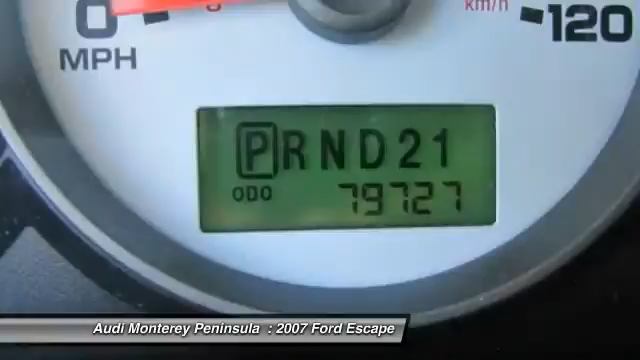 km/h
0 120
MPH
PRND21
ODO 79727
Audi Monterey Peninsula : 2007 Ford Escape